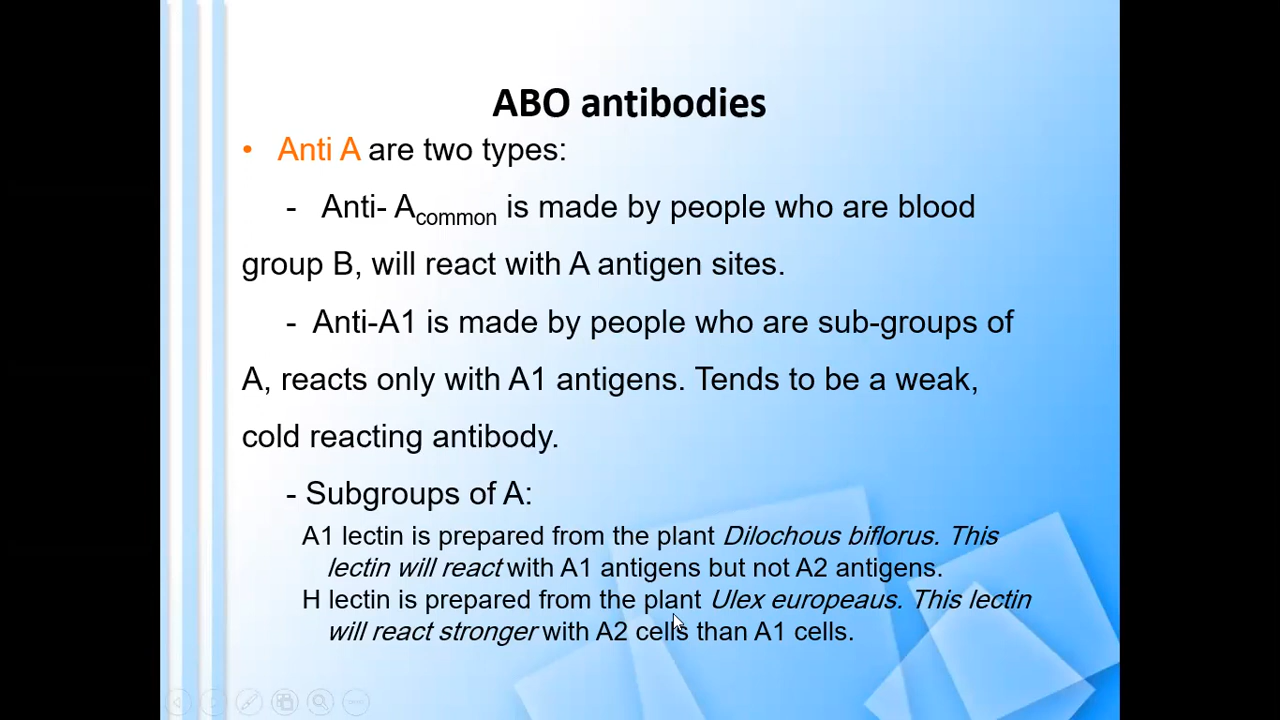 ABO antibodies
• Anti A are two types:
- Anti- Acommon is made by people who are blood
group B, will react with A antigen sites.
- Anti-A1 is made by people who are sub-groups of
A, reacts only with A1 antigens. Tends to be a weak,
cold reacting antibody.
- Subgroups of A:
A1 lectin is prepared from the plant Dilochous biflorus. This
lectin will react with A1 antigens but not A2 antigens.
H lectin is prepared from the plant Ulex europeaus. This lectin
will react stronger with A2 cells than A1 cells.